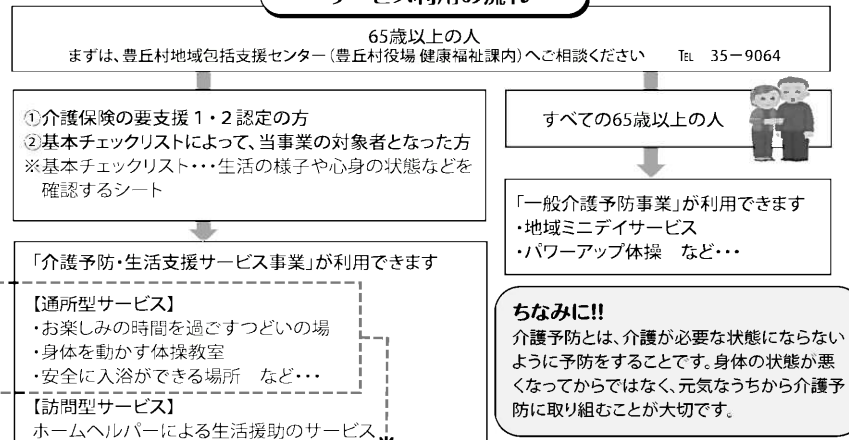 サービス利用の流れ
65歳以上の人
まずは、豊丘村地域包括支援センター（豊丘村役場 健康福祉課内）へご相談ください　TEL　35－9064
①介護保険の要支援1・2認定の方
②基本チェックリストによって、当事業の対象者となった方
※基本チェックリスト・・・生活の様子や心身の状態などを
確認するシート
すべての65歳以上の人
「一般介護予防事業」が利用できます
・地域ミニデイサービス
・パワーアップ体操　など・・・
「介護予防・生活支援サービス事業」が利用できます
【通所型サービス】
・お楽しみの時間を過ごすつどいの場
・身体を動かす体操教室
・安全に入浴ができる場所　など・・・
【訪問型サービス】
ホームヘルパーによる生活援助のサービス
ちなみに!!
介護予防とは、介護が必要な状態にならない
ように予防をすることです。身体の状態が悪
くなってからではなく、元気なうちから介護予
防に取り組むことが大切です。